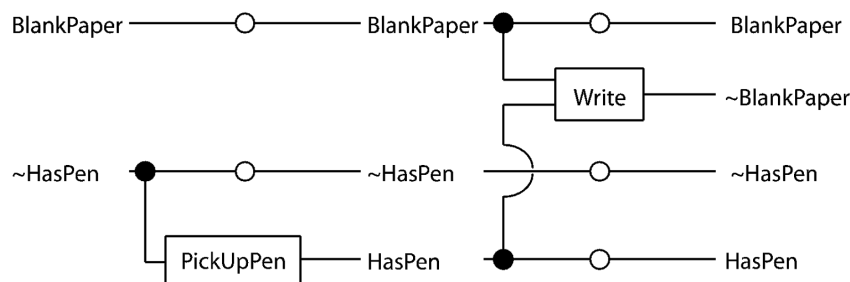 BlankPaper BlankPaper BlankPaper
Write ~BlankPaper
~HasPen ~HasPen ~HasPen
PickUpPen HasPen HasPen